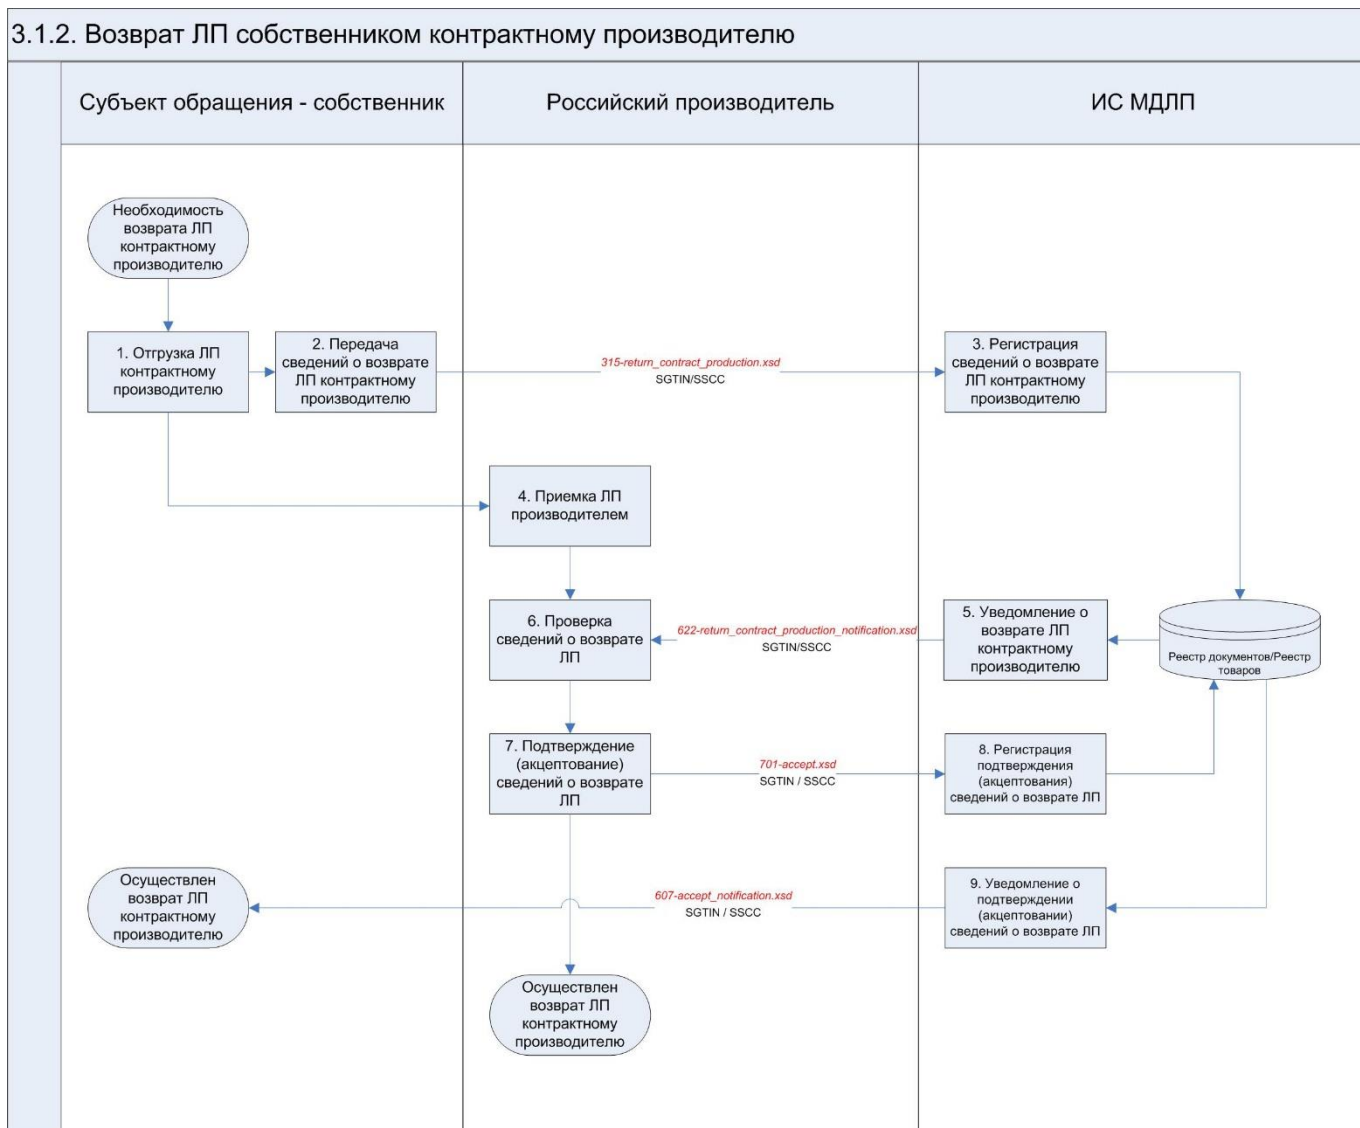 3.1.2. Возврат ЛП собственником контрактному производителю
Субъект обращения - собственник
Российский производитель
ИС МДЛП
Необходимость
возврата ЛП
контрактному
производителю
1. Отгрузка ЛП
контрактному
производителю
2. Передача
сведений о возврате
ЛП контрактному
производителю
315-return_contract_production.xsd
SGTIN/SSCC
3. Регистрация
сведений о возврате
ЛП контрактному
производителю
4. Приемка ЛП
производителем
6. Проверка
сведений о возврате
ЛП
622-return_contract_production_notification.xsd
SGTIN/SSCC
5. Уведомление о
возврате ЛП
контрактному
производителю
Реестр документов/Реестр
товаров
7. Подтверждение
(акцептование)
сведений о возврате
ЛП
701-accept.xsd
SGTIN / SSCC
8. Регистрация
подтверждения
(акцептования)
сведений о возврате ЛП
Осуществлен
возврат ЛП
контрактному
производителю
607-accept_notification.xsd
SGTIN / SSCC
9. Уведомление о
подтверждении
(акцептовании)
сведений о возврате ЛП
Осуществлен
возврат ЛП
контрактному
производителю